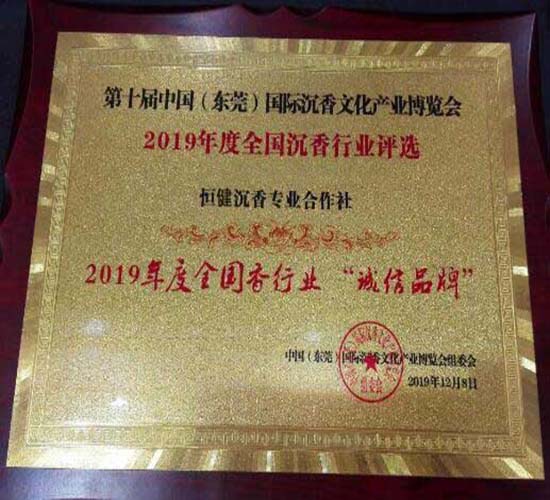 第十届中国（东莞）国际沉香文化产业博览会
2019年度全国沉香行业评选
恒健沉香专业合作社
2019年度全国香行业 “诚信品牌”
中国（东莞）国际沉香文化产业博览会组委会
2019年12月8日
组委会